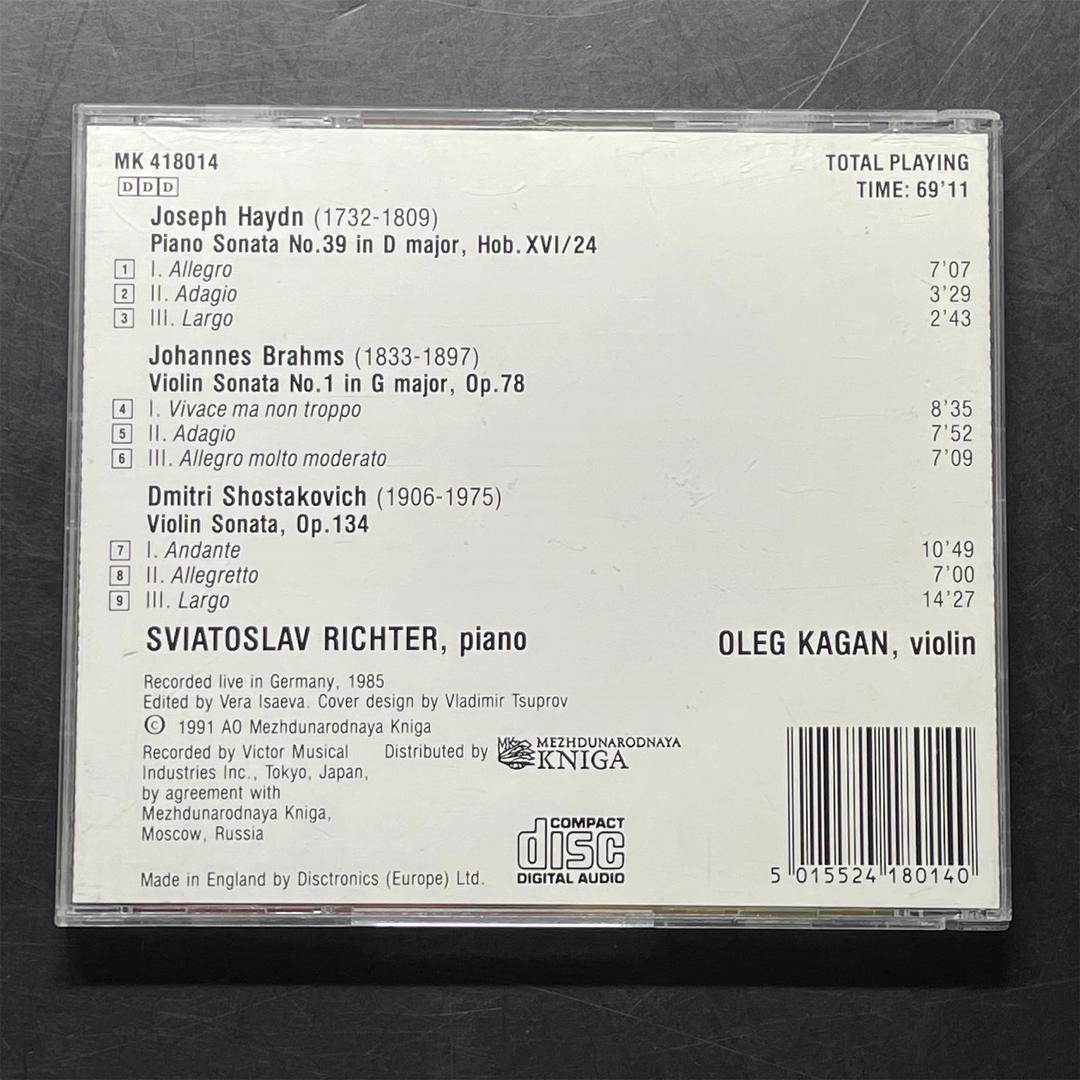 MK 418014
TOTAL PLAYING
DDD
TIME: 69'11
Joseph Haydn (1732-1809)
Piano Sonata No.39 in D major, Hob. XVI/24
1 I. Allegro 7'07
2 II. Adagio 3'29
3 III. Largo 2'43
Johannes Brahms (1833-1897)
Violin Sonata No.1 in G major, Op.78
4 I. Vivace ma non troppo 8'35
5 II. Adagio 7'52
6 III. Allegro molto moderato 7'09
Dmitri Shostakovich (1906-1975)
Violin Sonata, Op.134
7 I. Andante 10'49
8 II. Allegretto 7'00
9 III. Largo 14'27
SVIATOSLAV RICHTER, piano
OLEG KAGAN, violin
Recorded live in Germany, 1985
Edited by Vera Isaeva. Cover design by Vladimir Tsuprov
© 1991 AO Mezhdunarodnaya Kniga
Recorded by Victor Musical
Industries Inc., Tokyo, Japan,
by agreement with
Mezhdunarodnaya Kniga,
Moscow, Russia
Distributed by
MK
MEZHDUNARODNAYA
KNIGA
Made in England by Disctronics (Europe) Ltd.
COMPACT
disc
DIGITAL AUDIO
5 015524 180140